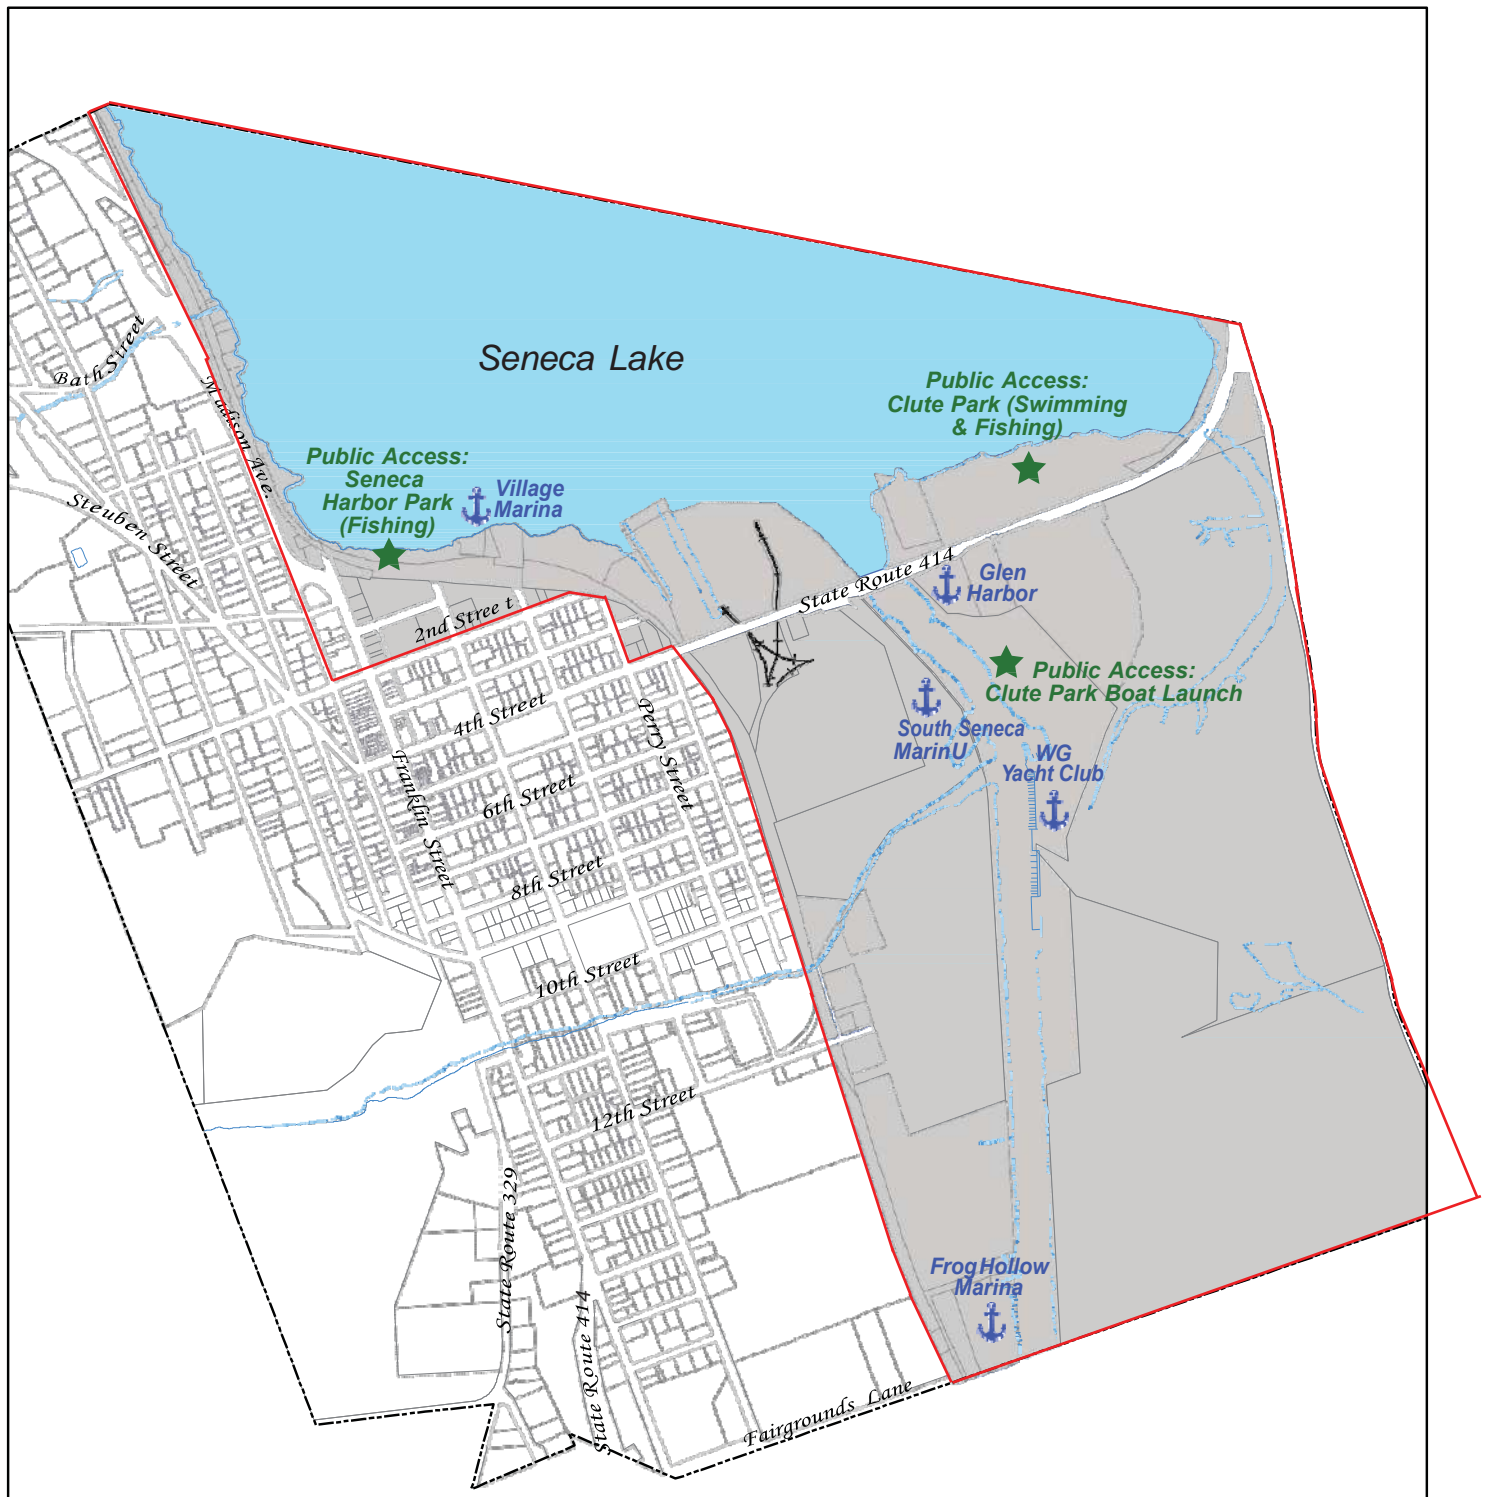 Seneca Lake
Public Access:
Clute Park (Swimming
& Fishing)
Bath Street
Madison Ave.
Public Access:
Seneca
Harbor Park
(Fishing)
Village
Marina
Steuben Street
State Route 414
Glen
Harbor
2nd Stree t
Public Access:
Clute Park Boat Launch
4th Street
Perry Street
South Seneca
MarinU
WG
Yacht Club
Franklin Street
6th Street
8th Street
10th Street
12th Street
State Route 329
Frog Hollow
Marina
State Route 414
Fairgrounds Lane